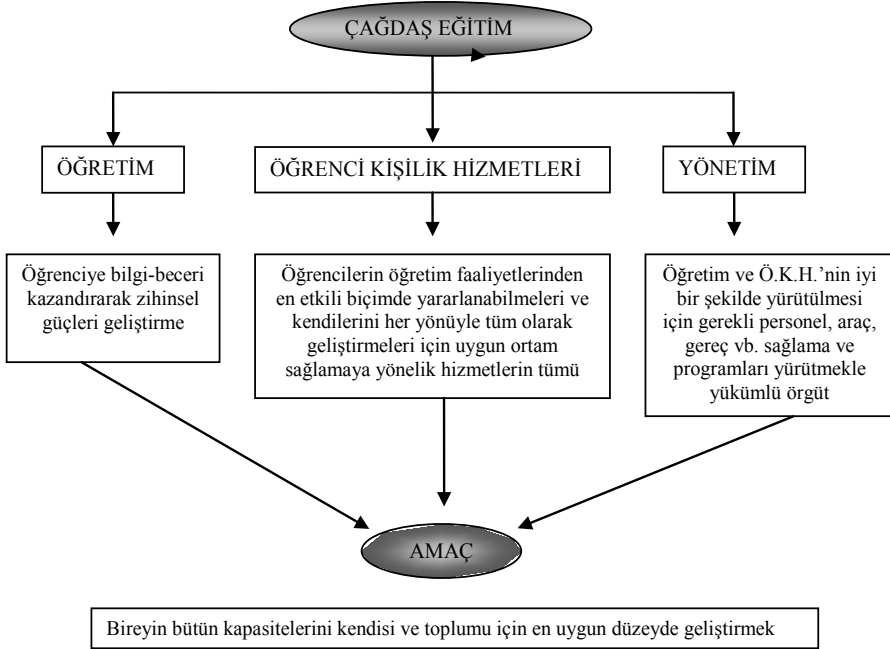 ÇAĞDAŞ EĞİTİM
ÖĞRETİM
ÖĞRENCİ KİŞİLİK HİZMETLERİ
YÖNETİM
Öğrenciye bilgi-beceri
kazandırarak zihinsel
güçleri geliştirme
Öğrencilerin öğretim faaliyetlerinden
en etkili biçimde yararlanabilmeleri ve
kendilerini her yönüyle tüm olarak
geliştirmeleri için uygun ortam
sağlamaya yönelik hizmetlerin tümü
Öğretim ve Ö.K.H.’nin iyi
bir şekilde yürütülmesi
için gerekli personel, araç,
gereç vb. sağlama ve
programları yürütmekle
yükümlü örgüt
AMAÇ
Bireyin bütün kapasitelerini kendisi ve toplumu için en uygun düzeyde geliştirmek